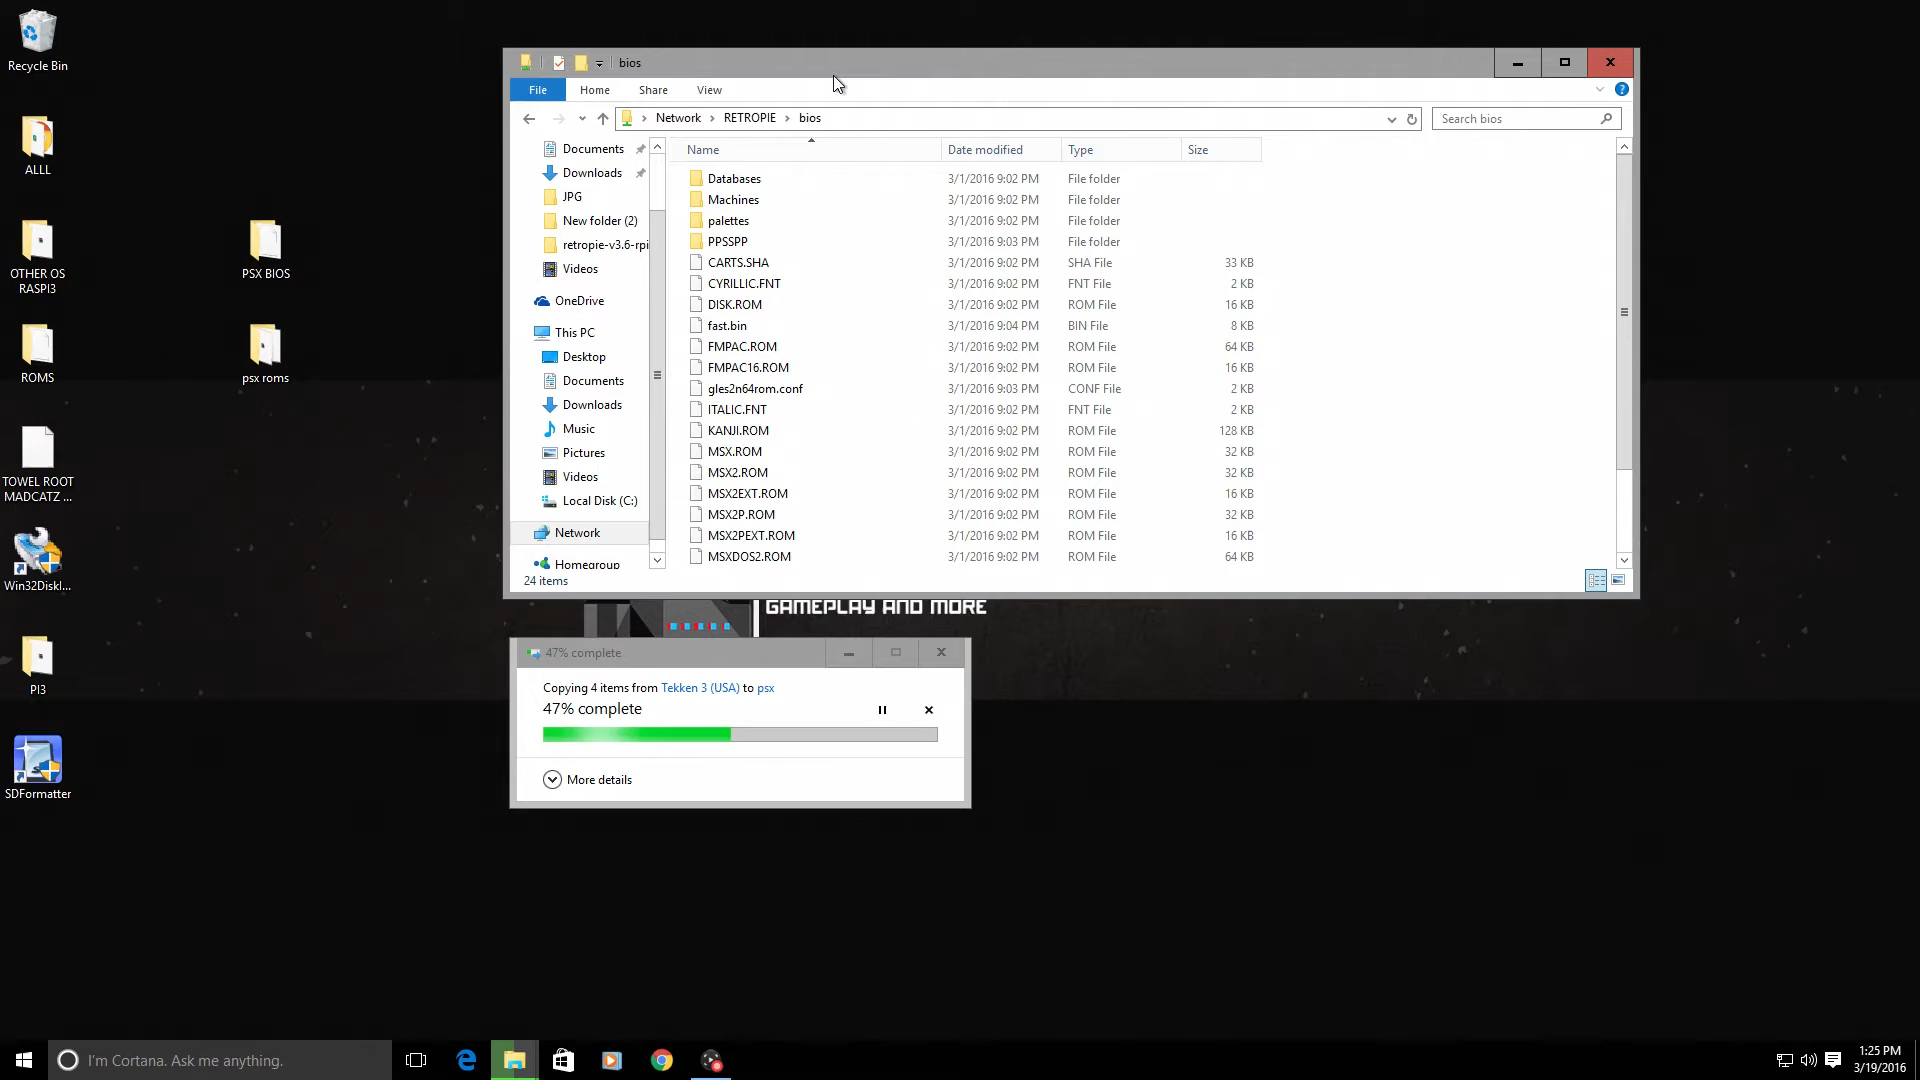 Recycle Bin
ALLL
OTHER OS
RASPI3
ROMS
TOWEL ROOT
MADCATZ ...
Win32DiskI...
PI3
SDFormatter
PSX BIOS
psx roms
bios
File Home Share View
Network RETROPIE bios
Search bios
Documents
Downloads
JPG
New folder (2)
retropie-v3.6-rpi
Videos
OneDrive
This PC
Desktop
Documents
Downloads
Music
Pictures
Videos
Local Disk (C:)
Network
Homegroup
Name Date modified Type Size
Databases 3/1/2016 9:02 PM File folder
Machines 3/1/2016 9:02 PM File folder
palettes 3/1/2016 9:02 PM File folder
PPSSPP 3/1/2016 9:03 PM File folder
CARTS.SHA 3/1/2016 9:02 PM SHA File 33 KB
CYRILLIC.FNT 3/1/2016 9:02 PM FNT File 2 KB
DISK.ROM 3/1/2016 9:02 PM ROM File 16 KB
fast.bin 3/1/2016 9:04 PM BIN File 8 KB
FMPAC.ROM 3/1/2016 9:02 PM ROM File 64 KB
FMPAC16.ROM 3/1/2016 9:02 PM ROM File 16 KB
gles2n64rom.conf 3/1/2016 9:03 PM CONF File 2 KB
ITALIC.FNT 3/1/2016 9:02 PM FNT File 2 KB
KANJI.ROM 3/1/2016 9:02 PM ROM File 128 KB
MSX.ROM 3/1/2016 9:02 PM ROM File 32 KB
MSX2.ROM 3/1/2016 9:02 PM ROM File 32 KB
MSX2EXT.ROM 3/1/2016 9:02 PM ROM File 16 KB
MSX2P.ROM 3/1/2016 9:02 PM ROM File 32 KB
MSX2PEXT.ROM 3/1/2016 9:02 PM ROM File 16 KB
MSXDOS2.ROM 3/1/2016 9:02 PM ROM File 64 KB
24 items
GAMEPLAY AND MORE
47% complete
Copying 4 items from Tekken 3 (USA) to psx
47% complete
More details
I'm Cortana. Ask me anything.
1:25 PM
3/19/2016